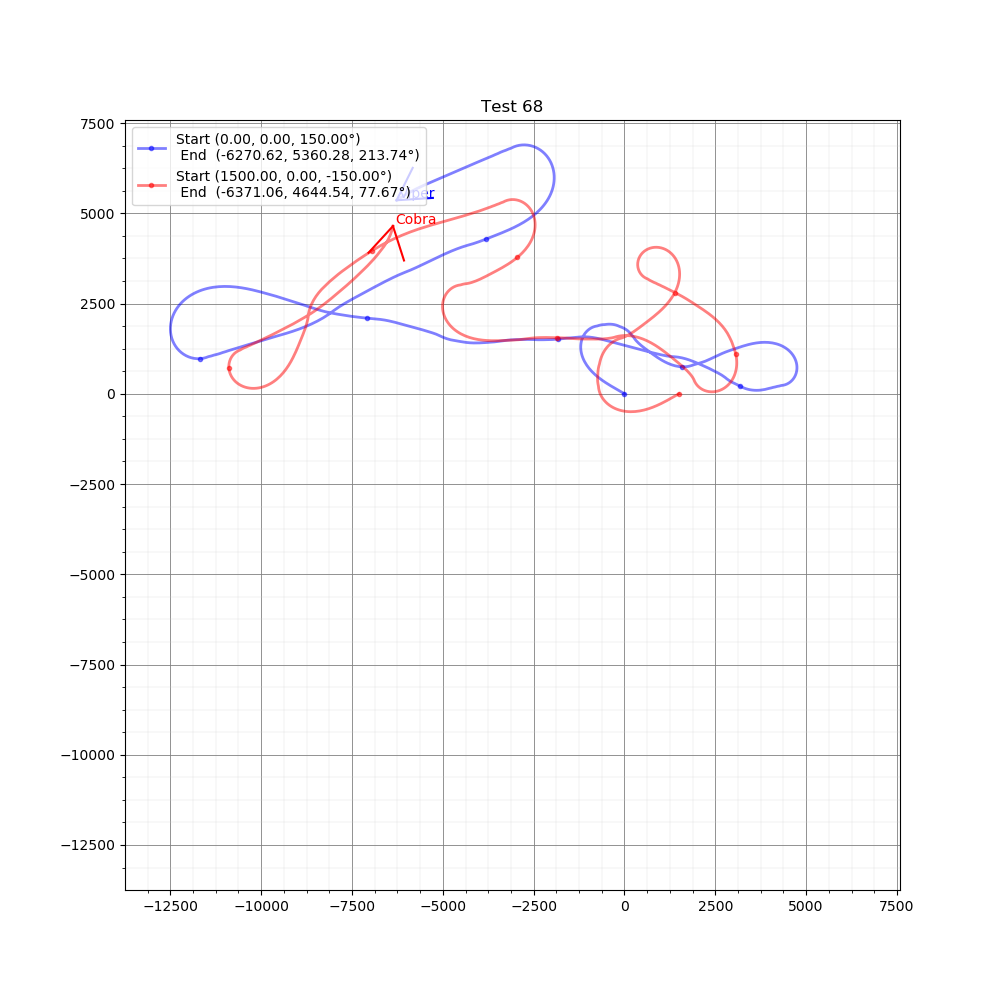 Test 68
Start (0.00, 0.00, 150.00°)
End (-6270.62, 5360.28, 213.74°)
Start (1500.00, 0.00, -150.00°)
End (-6371.06, 4644.54, 77.67°)
Cobra
7500
5000
2500
0
−2500
−5000
−7500
−10000
−12500
−12500 −10000 −7500 −5000 −2500 0 2500 5000 7500